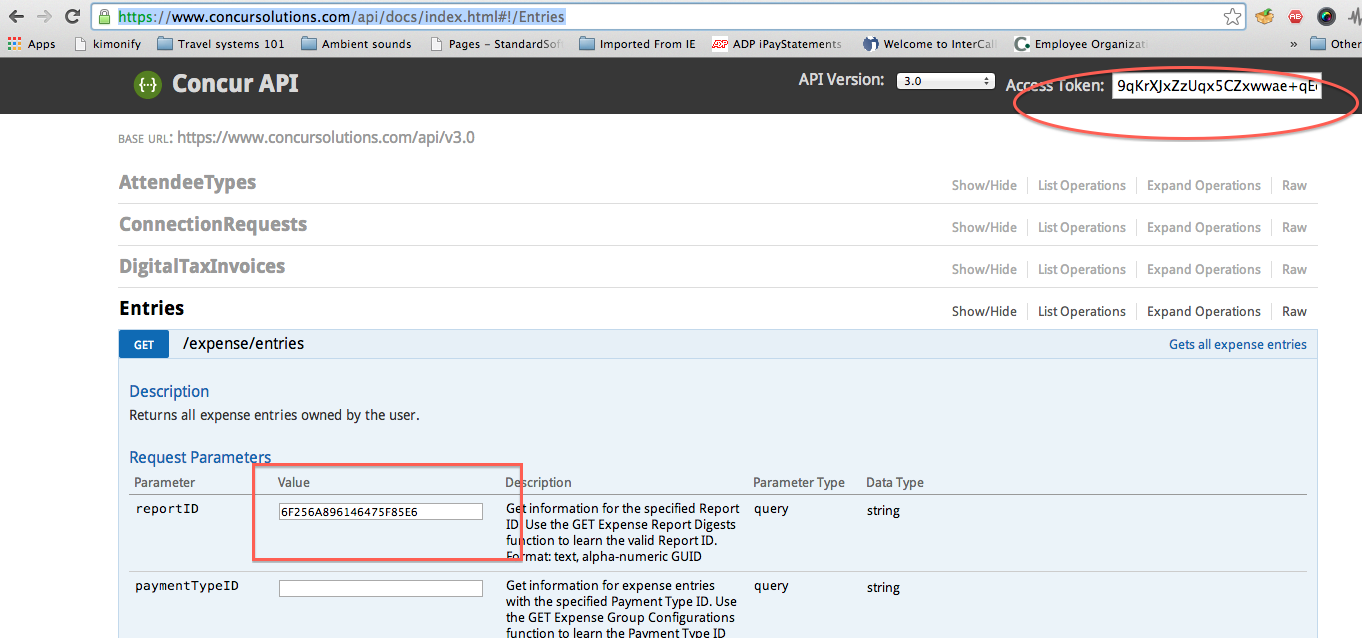 https://www.concursolutions.com/api/docs/index.html#!/Entries
Apps kimonify Travel systems 101 Ambient sounds Pages – StandardSof Imported From IE ADP ADP iPayStatements Welcome to InterCal Employee Organizati » Other
{··} Concur API API Version: 3.0 Access Token: 9qKrXJxZzUqx5CZxwwae+qE
BASE URL: https://www.concursolutions.com/api/v3.0
AttendeeTypes Show/Hide List Operations Expand Operations Raw
ConnectionRequests Show/Hide List Operations Expand Operations Raw
DigitalTaxInvoices Show/Hide List Operations Expand Operations Raw
Entries Show/Hide List Operations Expand Operations Raw
GET /expense/entries Gets all expense entries
Description
Returns all expense entries owned by the user.
Request Parameters
Parameter Value Description Parameter Type Data Type
reportID 6F256A896146475F85E6 Get information for the specified Report query string
ID. Use the GET Expense Report Digests
function to learn the valid Report ID.
Format: text, alpha-numeric GUID
paymentTypeID Get information for expense entries query string
with the specified Payment Type ID. Use
the GET Expense Group Configurations
function to learn the Payment Type ID